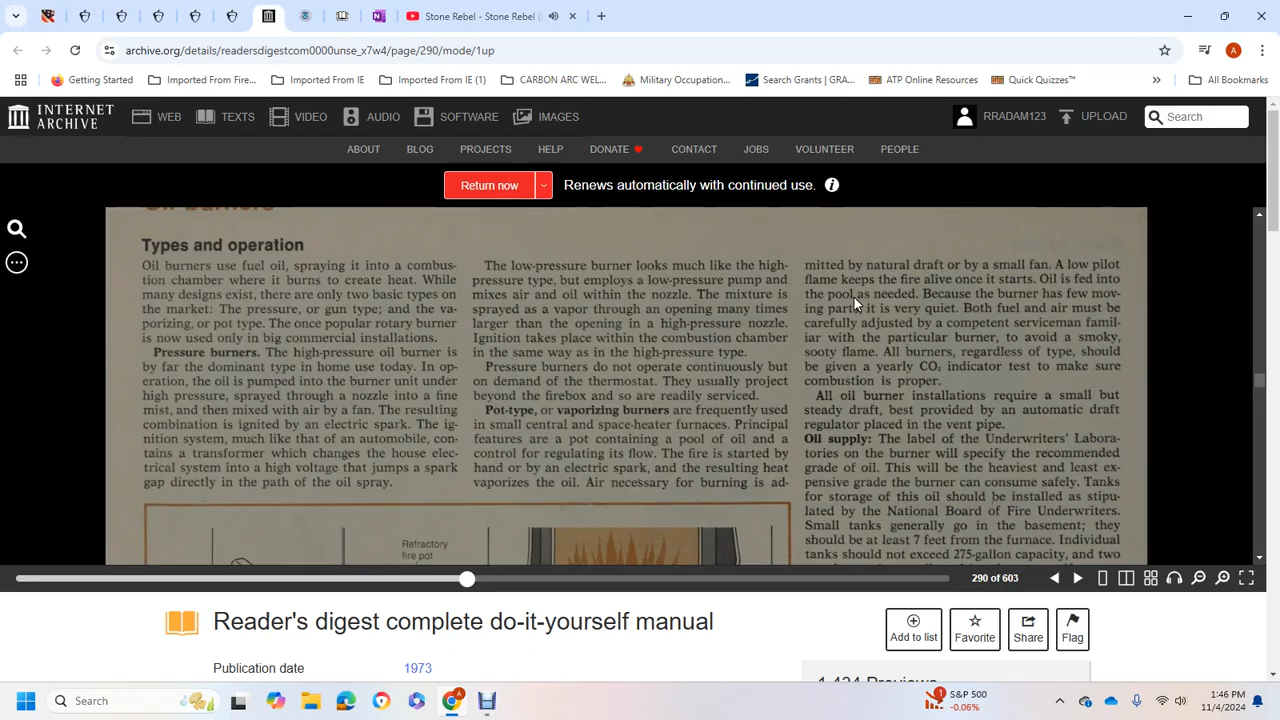 Stone Rebel - Stone Rebel (
archive.org/details/readersdigestcom0000unse_x7w4/page/290/mode/1up
A
Getting Started
Imported From Fire...
Imported From IE
Imported From IE (1)
CARBON ARC WEL...
Military Occupation...
Search Grants | GRA...
ATP Online Resources
Quick Quizzes™
»
All Bookmarks
INTERNET
ARCHIVE
WEB
TEXTS
VIDEO
AUDIO
SOFTWARE
IMAGES
RRADAM123
UPLOAD
Search
ABOUT
BLOG
PROJECTS
HELP
DONATE
CONTACT
JOBS
VOLUNTEER
PEOPLE
Return now
Renews automatically with continued use.
Oil burners
Types and operation
Oil burners use fuel oil, spraying it into a combus-
tion chamber where it burns to create heat. While
many designs exist, there are only two basic types on
the market: The pressure, or gun type; and the va-
porizing, or pot type. The once popular rotary burner
is now used only in big commercial installations.
Pressure burners. The high-pressure oil burner is
by far the dominant type in home use today. In op-
eration, the oil is pumped into the burner unit under
high pressure, sprayed through a nozzle into a fine
mist, and then mixed with air by a fan. The resulting
combination is ignited by an electric spark. The ig-
nition system, much like that of an automobile, con-
tains a transformer which changes the house elec-
trical system into a high voltage that jumps a spark
gap directly in the path of the oil spray.
The low-pressure burner looks much like the high-
pressure type, but employs a low-pressure pump and
mixes air and oil within the nozzle. The mixture is
sprayed as a vapor through an opening many times
larger than the opening in a high-pressure nozzle.
Ignition takes place within the combustion chamber
in the same way as in the high-pressure type.
Pressure burners do not operate continuously but
on demand of the thermostat. They usually project
beyond the firebox and so are readily serviced.
Pot-type, or vaporizing burners are frequently used
in small central and space-heater furnaces. Principal
features are a pot containing a pool of oil and a
control for regulating its flow. The fire is started by
hand or by an electric spark, and the resulting heat
vaporizes the oil. Air necessary for burning is ad-
mitted by natural draft or by a small fan. A low pilot
flame keeps the fire alive once it starts. Oil is fed into
the pool as needed. Because the burner has few mov-
ing parts it is very quiet. Both fuel and air must be
carefully adjusted by a competent serviceman famil-
iar with the particular burner, to avoid a smoky,
sooty flame. All burners, regardless of type, should
be given a yearly CO₂ indicator test to make sure
combustion is proper.
All oil burner installations require a small but
steady draft, best provided by an automatic draft
regulator placed in the vent pipe.
Oil supply: The label of the Underwriters' Labora-
tories on the burner will specify the recommended
grade of oil. This will be the heaviest and least ex-
pensive grade the burner can consume safely. Tanks
for storage of this oil should be installed as stipu-
lated by the National Board of Fire Underwriters.
Small tanks generally go in the basement; they
should be at least 7 feet from the furnace. Individual
tanks should not exceed 275-gallon capacity, and two
Refractory
fire pot
290 of 603
Reader's digest complete do-it-yourself manual
Add to list
Favorite
Share
Flag
Publication date
1973
1,434 Previews
Search
1
S&P 500
-0.06%
1:46 PM
11/4/2024